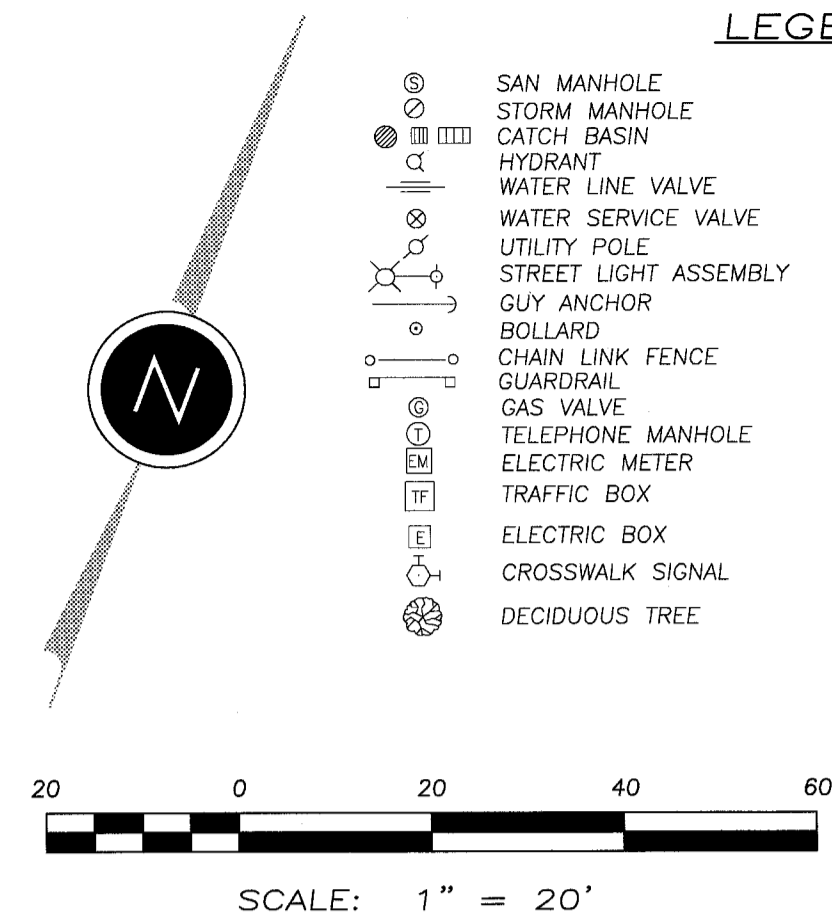 LEGE
Ⓢ SAN MANHOLE
STORM MANHOLE
CATCH BASIN
HYDRANT
WATER LINE VALVE
WATER SERVICE VALVE
UTILITY POLE
STREET LIGHT ASSEMBLY
GUY ANCHOR
BOLLARD
CHAIN LINK FENCE
GUARDRAIL
G GAS VALVE
T TELEPHONE MANHOLE
EM ELECTRIC METER
TF TRAFFIC BOX
E ELECTRIC BOX
CROSSWALK SIGNAL
DECIDUOUS TREE
N
20 0 20 40 60
SCALE: 1" = 20'